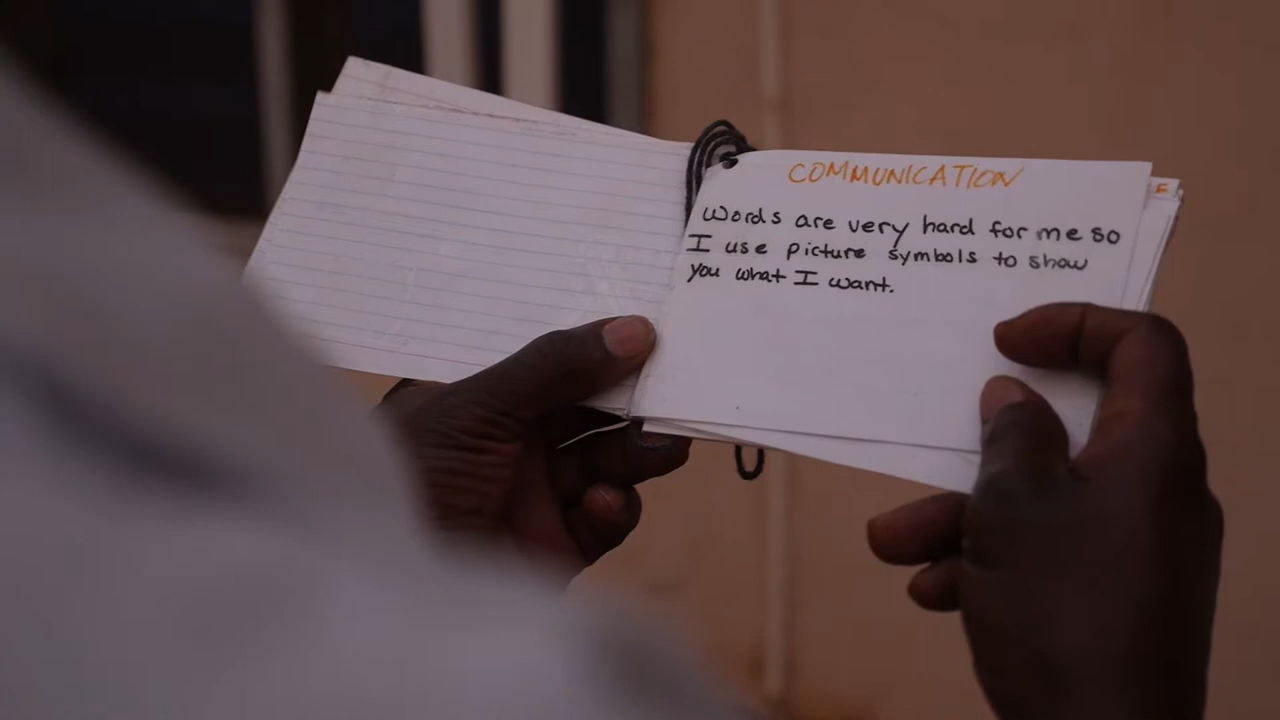 COMMUNICATION
Words are very hard for me so
I use picture symbols to show
you what I want.